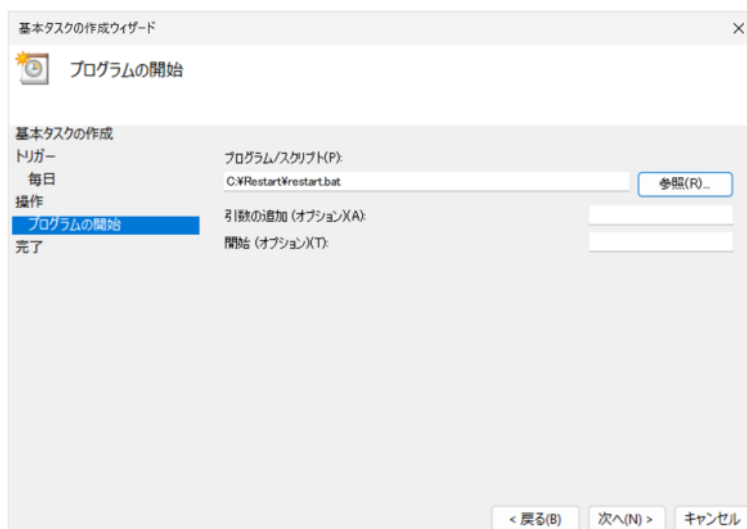 基本タスクの作成ウィザード
プログラムの開始
基本タスクの作成
トリガー
毎日
操作
プログラムの開始
完了
プログラム/スクリプト(P):
C:¥Restart¥restart.bat
参照(R)...
引数の追加 (オプション)(A):
開始 (オプション)(T):
< 戻る(B)
次へ(N) >
キャンセル